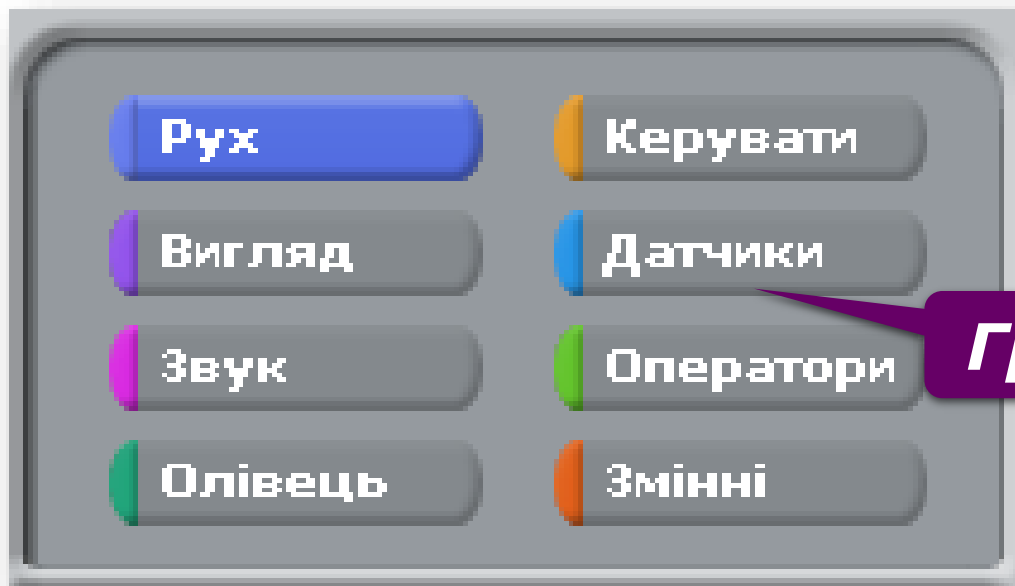 Рух
Керувати
Вигляд
Датчики
Звук
Оператори
Олівець
Змінні